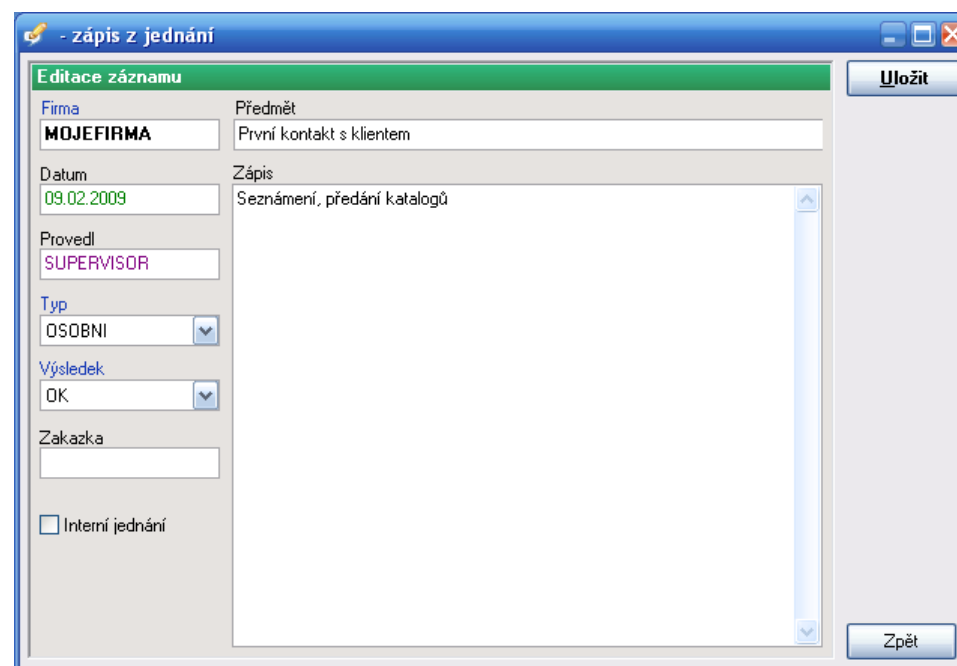 - zápis z jednání
Editace záznamu
Uložit
Firma
Předmět
MOJEFIRMA
První kontakt s klientem
Datum
Zápis
09.02.2009
Seznámení, předání katalogů
Provedl
SUPERVISOR
Typ
OSOBNI
Výsledek
OK
Zakazka
Interní jednání
Zpět